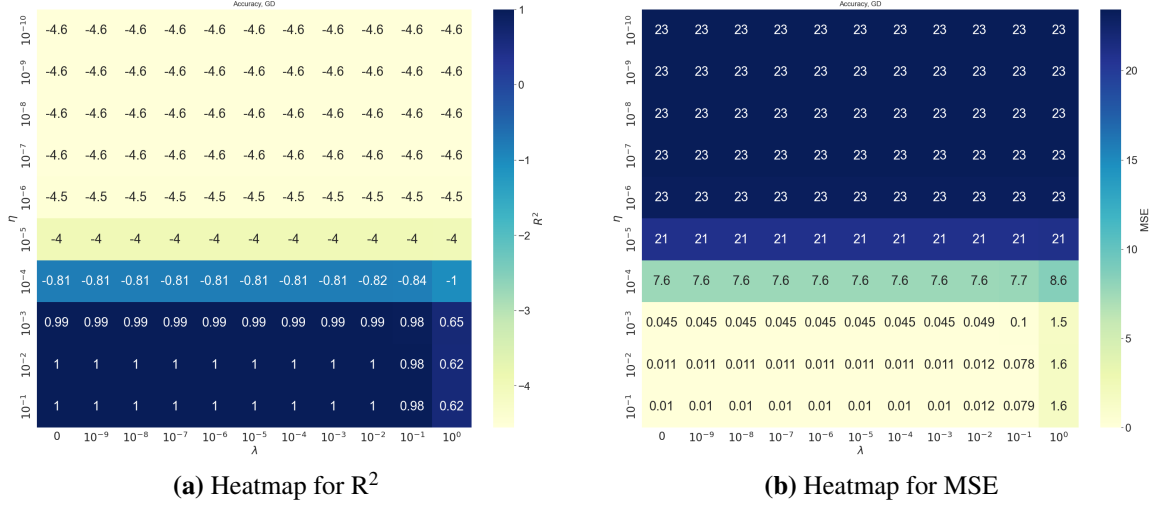 Accuracy, GD
10⁻¹⁰ -4.6 -4.6 -4.6 -4.6 -4.6 -4.6 -4.6 -4.6 -4.6 -4.6 -4.6
10⁻⁹ -4.6 -4.6 -4.6 -4.6 -4.6 -4.6 -4.6 -4.6 -4.6 -4.6 -4.6
10⁻⁸ -4.6 -4.6 -4.6 -4.6 -4.6 -4.6 -4.6 -4.6 -4.6 -4.6 -4.6
10⁻⁷ -4.6 -4.6 -4.6 -4.6 -4.6 -4.6 -4.6 -4.6 -4.6 -4.6 -4.6
10⁻⁶ -4.5 -4.5 -4.5 -4.5 -4.5 -4.5 -4.5 -4.5 -4.5 -4.5 -4.5
10⁻⁵ -4 -4 -4 -4 -4 -4 -4 -4 -4 -4 -4
10⁻⁴ -0.81 -0.81 -0.81 -0.81 -0.81 -0.81 -0.81 -0.81 -0.82 -0.84 -1
10⁻³ 0.99 0.99 0.99 0.99 0.99 0.99 0.99 0.99 0.99 0.98 0.65
10⁻² 1 1 1 1 1 1 1 1 1 0.98 0.62
10⁻¹ 1 1 1 1 1 1 1 1 1 0.98 0.62
η
0 10⁻⁹ 10⁻⁸ 10⁻⁷ 10⁻⁶ 10⁻⁵ 10⁻⁴ 10⁻³ 10⁻² 10⁻¹ 10⁰
λ
1
0
-1
-2
-3
-4
R²
(a) Heatmap for R²
Accuracy, GD
10⁻¹⁰ 23 23 23 23 23 23 23 23 23 23 23
10⁻⁹ 23 23 23 23 23 23 23 23 23 23 23
10⁻⁸ 23 23 23 23 23 23 23 23 23 23 23
10⁻⁷ 23 23 23 23 23 23 23 23 23 23 23
10⁻⁶ 23 23 23 23 23 23 23 23 23 23 23
10⁻⁵ 21 21 21 21 21 21 21 21 21 21 21
10⁻⁴ 7.6 7.6 7.6 7.6 7.6 7.6 7.6 7.6 7.6 7.7 8.6
10⁻³ 0.045 0.045 0.045 0.045 0.045 0.045 0.045 0.045 0.049 0.1 1.5
10⁻² 0.011 0.011 0.011 0.011 0.011 0.011 0.011 0.011 0.012 0.078 1.6
10⁻¹ 0.01 0.01 0.01 0.01 0.01 0.01 0.01 0.01 0.012 0.079 1.6
η
0 10⁻⁹ 10⁻⁸ 10⁻⁷ 10⁻⁶ 10⁻⁵ 10⁻⁴ 10⁻³ 10⁻² 10⁻¹ 10⁰
λ
20
15
10
5
0
MSE
(b) Heatmap for MSE